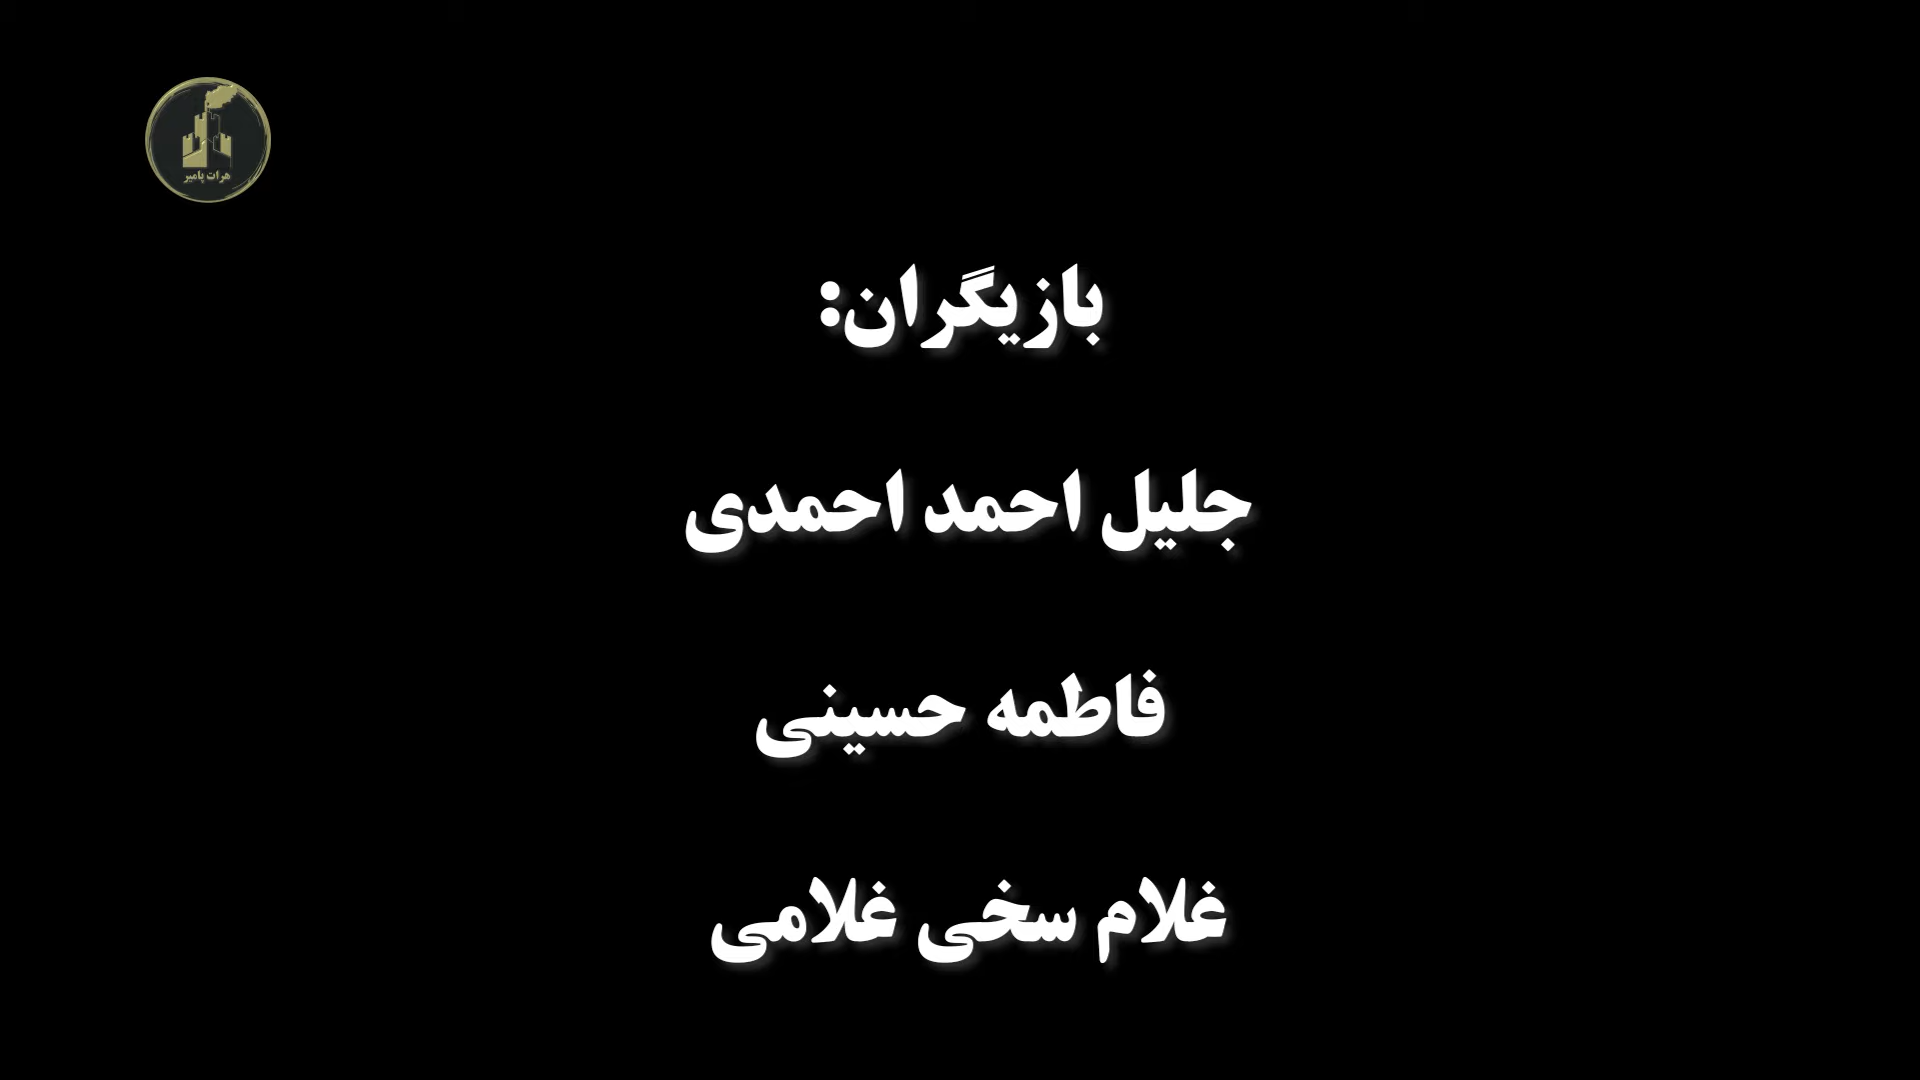 هرات پامیر
بازیگران:
جلیل احمد احمدی
فاطمه حسینی
غلام سخی غلامی